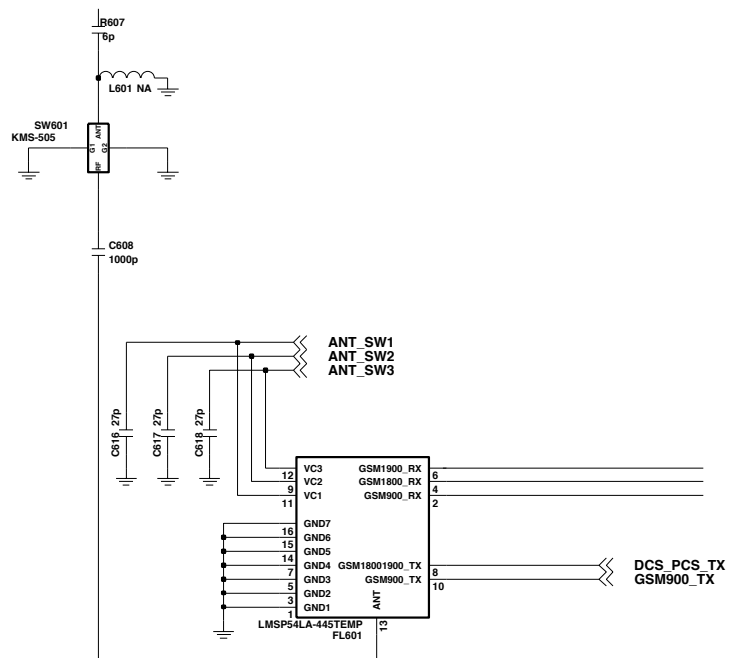 R607
6p
L601 NA
SW601
KMS-505
ANT
G1
G2
RF
C608
1000p
ANT_SW1
ANT_SW2
ANT_SW3
C616 27p
C617 27p
C618 27p
VC3
GSM1900_RX
12
6
VC2
GSM1800_RX
9
4
VC1
GSM900_RX
11
2
GND7
16
GND6
15
GND5
14
GND4
GSM18001900_TX
DCS_PCS_TX
7
8
GND3
GSM900_TX
GSM900_TX
5
10
GND2
3
GND1
1
ANT
13
LMSP54LA-445TEMP
FL601